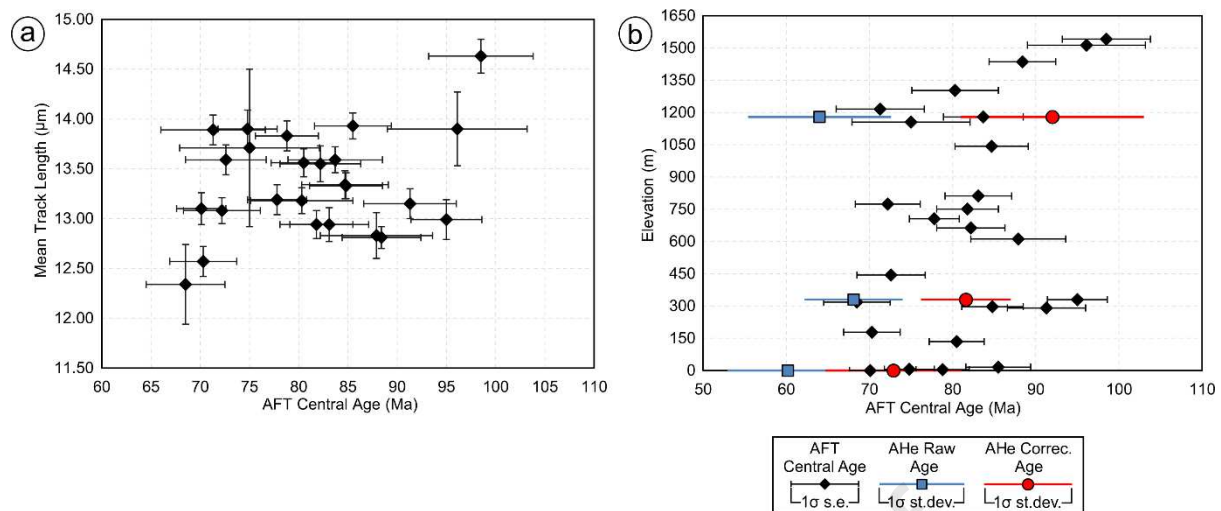 a
15.00
14.50
14.00
13.50
13.00
12.50
12.00
11.50
Mean Track Length (µm)
60 65 70 75 80 85 90 95 100 105 110
AFT Central Age (Ma)
b
1650
1500
1350
1200
1050
900
750
600
450
300
150
0
Elevation (m)
50 60 70 80 90 100 110
AFT Central Age (Ma)
AFT AHe Raw AHe Correc.
Central Age Age Age
1σ s.e. 1σ st.dev. 1σ st.dev.